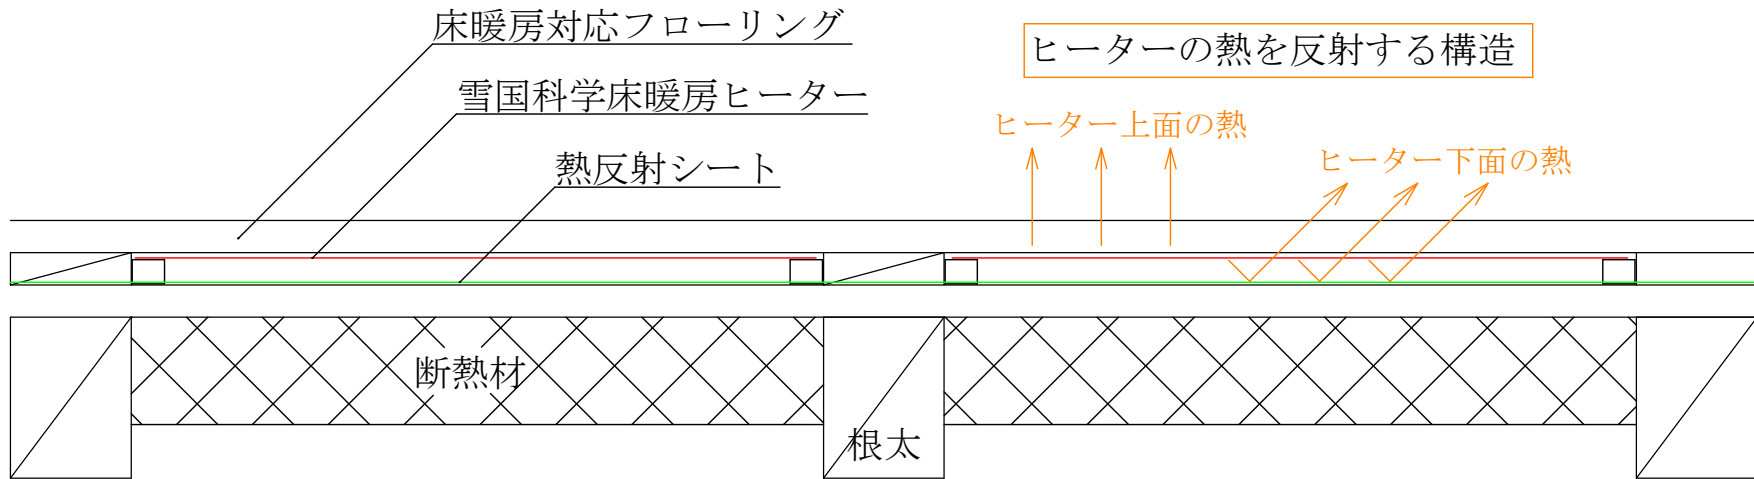 床暖房対応フローリング
ヒーターの熱を反射する構造
雪国科学床暖房ヒーター
ヒーター上面の熱
熱反射シート
ヒーター下面の熱
断熱材
根太